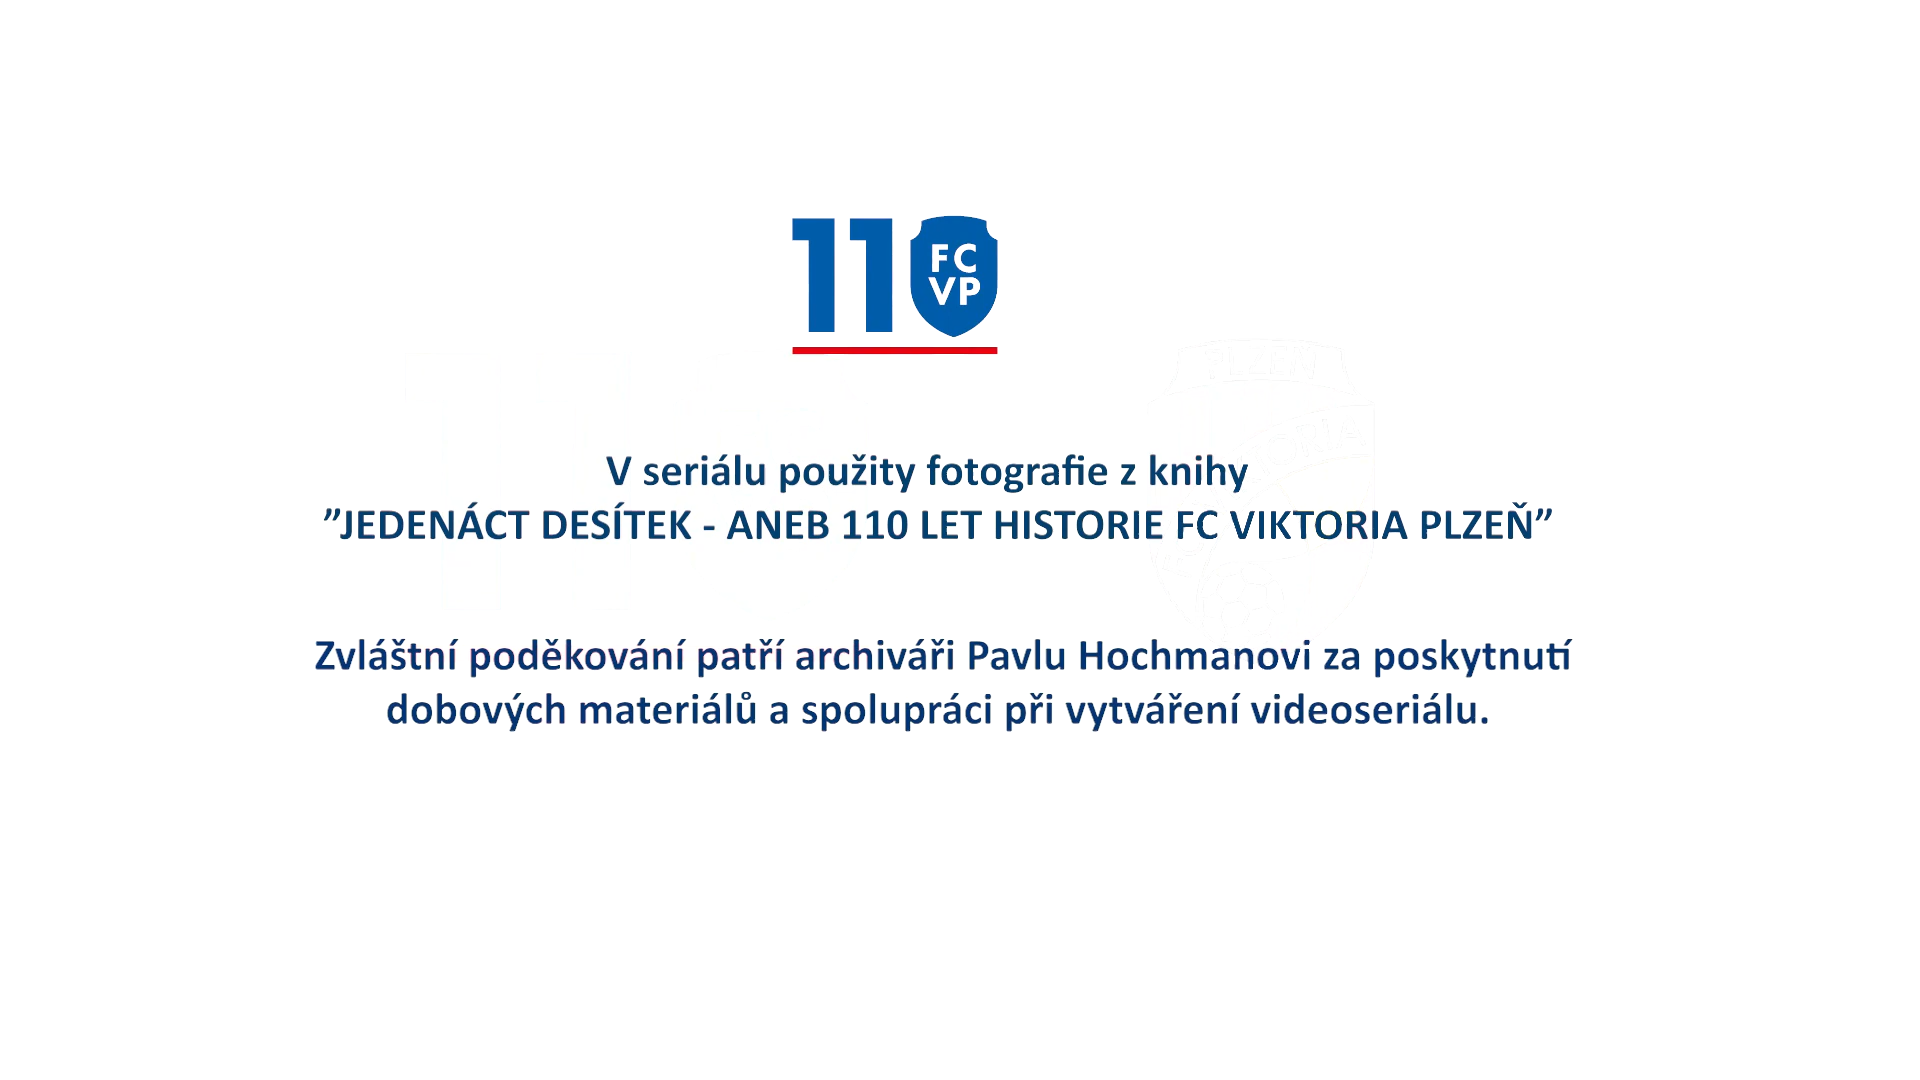 110
FC
VP
PLZEŇ
V seriálu použity fotografie z knihy
”JEDENÁCT DESÍTEK - ANEB 110 LET HISTORIE FC VIKTORIA PLZEŇ”
Zvláštní poděkování patří archiváři Pavlu Hochmanovi za poskytnutí
dobových materiálů a spolupráci při vytváření videoseriálu.